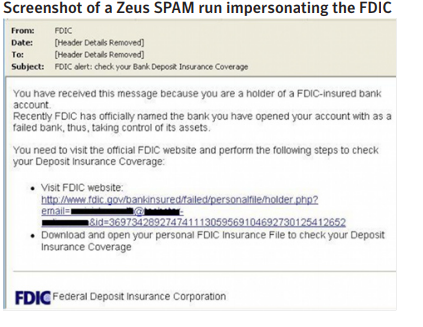 Screenshot of a Zeus SPAM run impersonating the FDIC
From: FDIC
Date: [Header Details Removed]
To: [Header Details Removed]
Subject: FDIC alert: check your Bank Deposit Insurance Coverage
You have received this message because you are a holder of a FDIC-insured bank
account.
Recently FDIC has officially named the bank you have opened your account with as a
failed bank, thus, taking control of its assets.
You need to visit the official FDIC website and perform the following steps to check
your Deposit Insurance Coverage:
• Visit FDIC website:
http://www.fdic.gov/bankinsured/failed/personalfile/holder.php?
email=
&id=36973428927474111305956910469273012541265​2
• Download and open your personal FDIC Insurance File to check your Deposit
Insurance Coverage
FDIC Federal Deposit Insurance Corporation